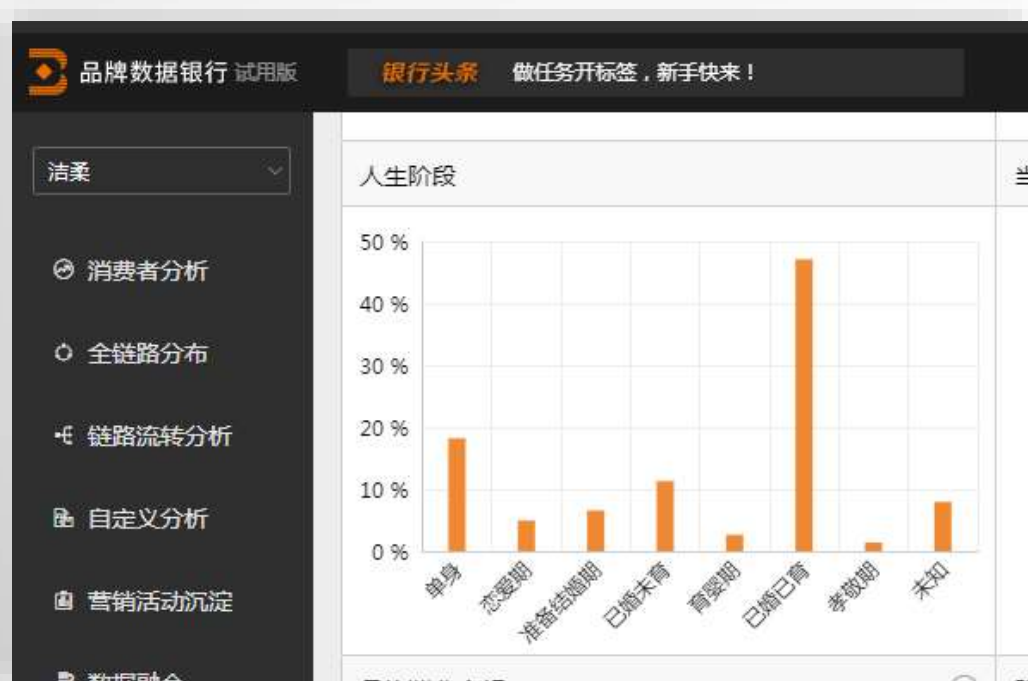 品牌数据银行 试用版
银行头条 做任务开标签，新手快来！
洁柔
消费者分析
全链路分布
链路流转分析
自定义分析
营销活动沉淀
人生阶段
50 %
40 %
30 %
20 %
10 %
0 %
单身
恋爱期
准备结婚期
已婚未育
育婴期
已婚已育
孝敬期
未知